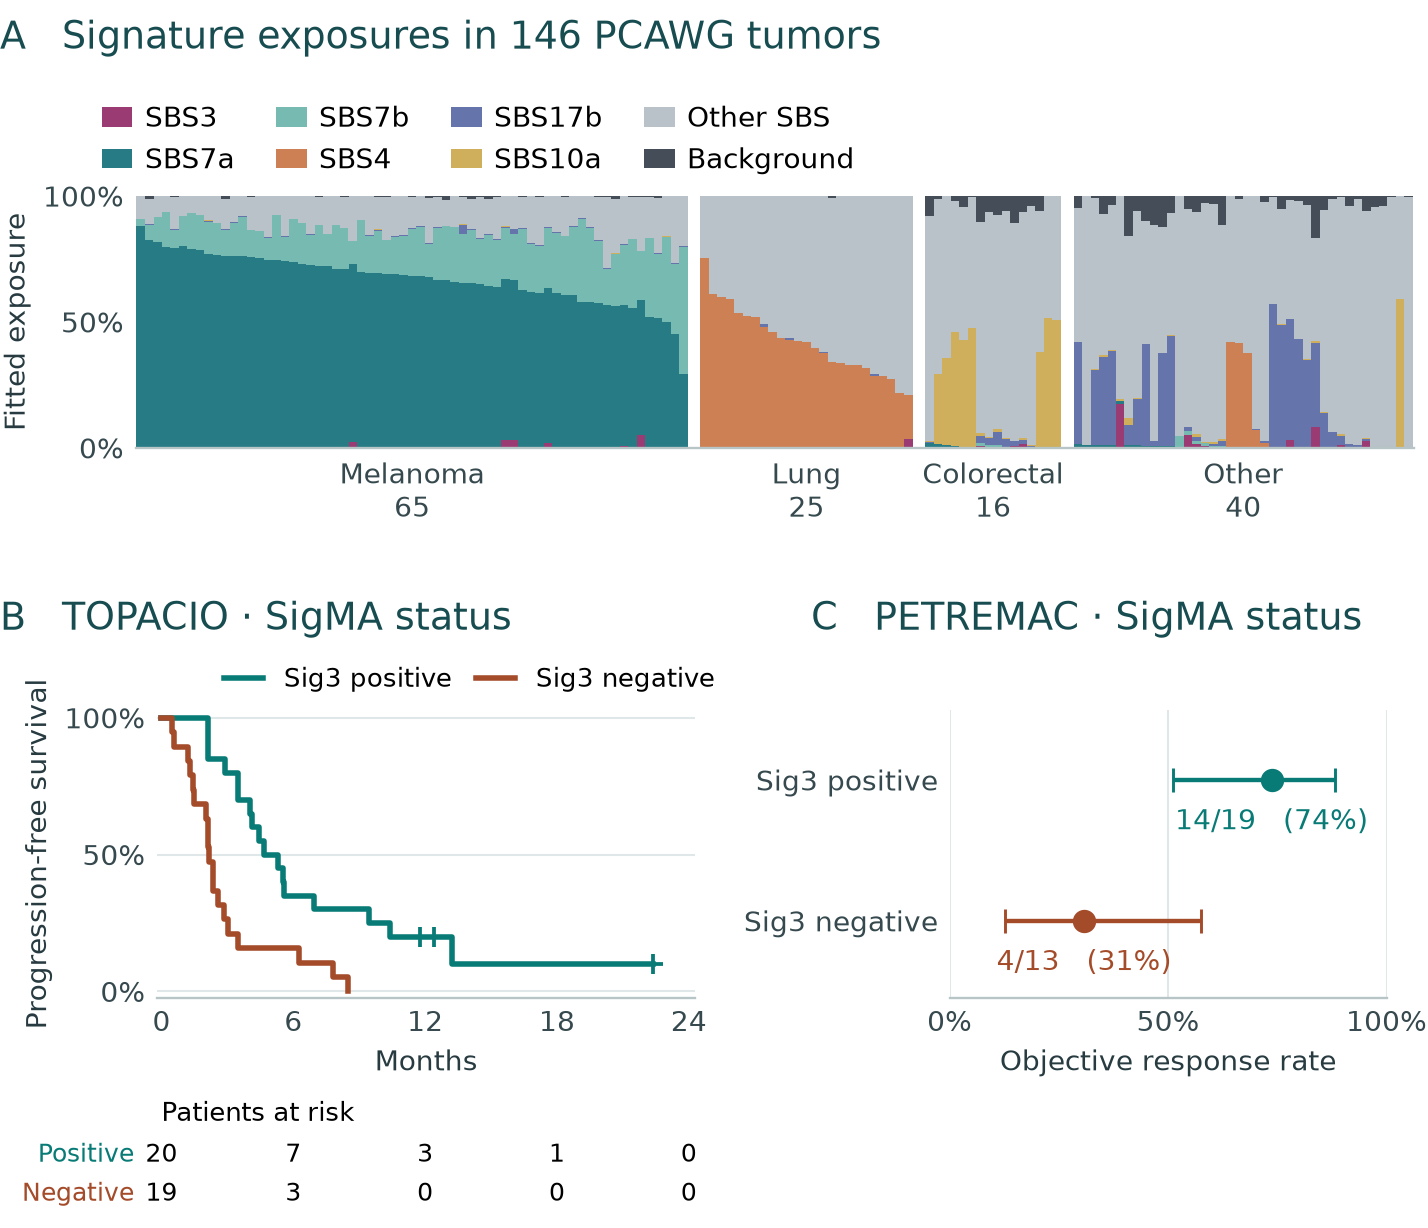 A Signature exposures in 146 PCAWG tumors
SBS3 SBS7b SBS17b Other SBS
SBS7a SBS4 SBS10a Background
Fitted exposure
100%
50%
0%
Melanoma Lung Colorectal Other
65 25 16 40
B TOPACIO · SigMA status
Sig3 positive Sig3 negative
Progression-free survival
100%
50%
0%
0 6 12 18 24
Months
Patients at risk
Positive 20 7 3 1 0
Negative 19 3 0 0 0
C PETREMAC · SigMA status
Sig3 positive
14/19 (74%)
Sig3 negative
4/13 (31%)
0% 50% 100%
Objective response rate